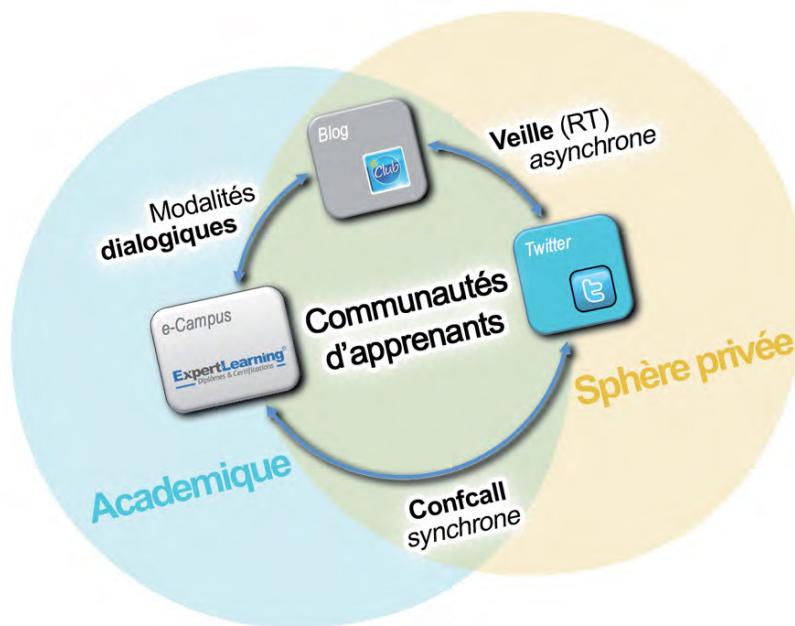 Blog
Club
Veille (RT)
asynchrone
Modalités
dialogiques
Twitter
e-Campus
ExpertLearning®
Diplômes & Certifications
Communautés
d'apprenants
Sphère privée
Academique
Confcall
synchrone